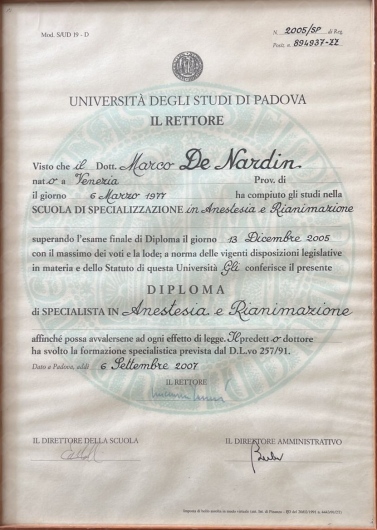 Mod. S/UD 19 - D
N. 2005/SP di Reg.
Posiz. n. 894937-ZZ
UNIVERSITÀ DEGLI STUDI DI PADOVA
IL RETTORE
Visto che il Dott. Marco De Nardin
nato a Venezia Prov. di
il giorno 6 Marzo 1977 ha compiuto gli studi nella
SCUOLA DI SPECIALIZZAZIONE in Anestesia e Rianimazione
superando l'esame finale di Diploma il giorno 13 Dicembre 2005
con il massimo dei voti e la lode; a norma delle vigenti disposizioni legislative
in materia e dello Statuto di questa Università Gli conferisce il presente
DIPLOMA
di SPECIALISTA IN Anestesia e Rianimazione
affinché possa avvalersene ad ogni effetto di legge. Il predetto dottore
ha svolto la formazione specialistica prevista dal D.L.vo 257/91.
Dato a Padova, addì 6 Settembre 2007
IL RETTORE
IL DIRETTORE DELLA SCUOLA
IL DIRETTORE AMMINISTRATIVO